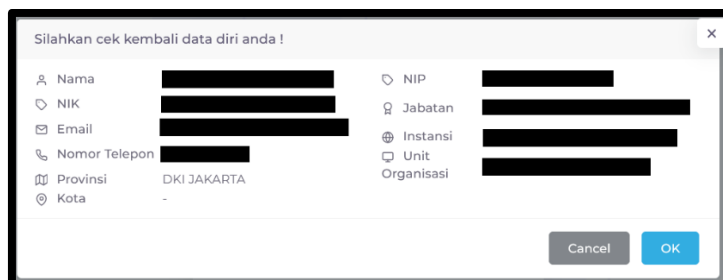 Silahkan cek kembali data diri anda !
Nama
NIK
Email
Nomor Telepon
Provinsi DKI JAKARTA
Kota -
NIP
Jabatan
Instansi
Unit
Organisasi
Cancel OK